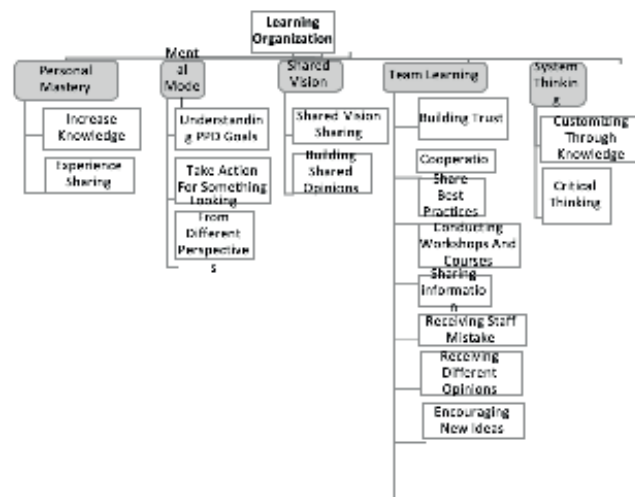 Learning
Organization
Personal
Mastery
Increase
Knowledge
Experience
Sharing
Ment
al
Mode
Understandin
g PPD Goals
Take Action
For Something
Looking
From
Different
Perspective
s
Shared
Vision
Shared Vision
Sharing
Building
Shared
Opinions
Team Learning
Building Trust
Cooperatio
Share
Best
Practices
Conducting
Workshops And
Courses
Sharing
informatio
n
Receiving Staff
Mistake
Receiving
Different
Opinions
Encouraging
New Ideas
System
Thinkin
g
Customizing
Through
Knowledge
Critical
Thinking